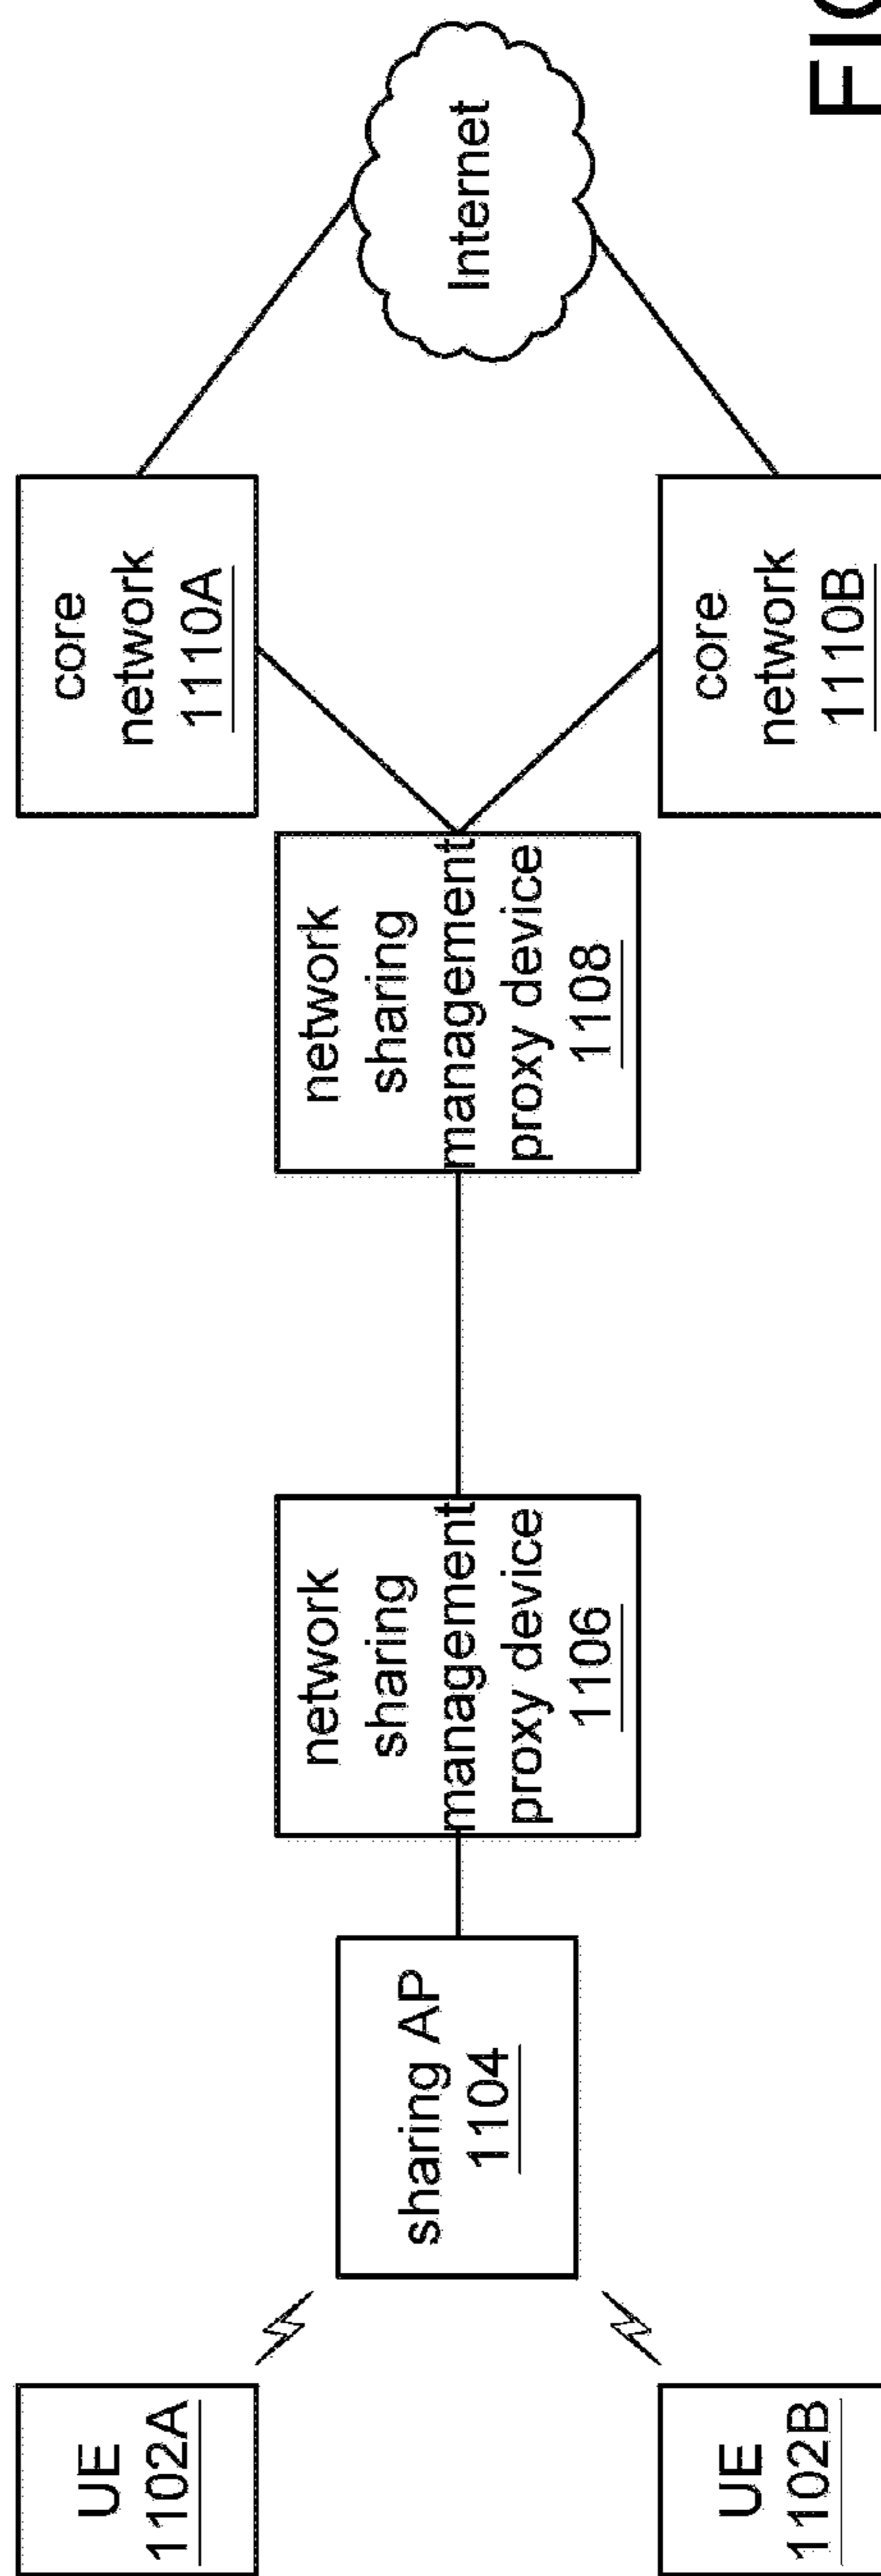 UE
1102A
UE
1102B
sharing AP
1104
network
sharing
management
proxy device
1106
network
sharing
management
proxy device
1108
core
network
1110A
core
network
1110B
Internet